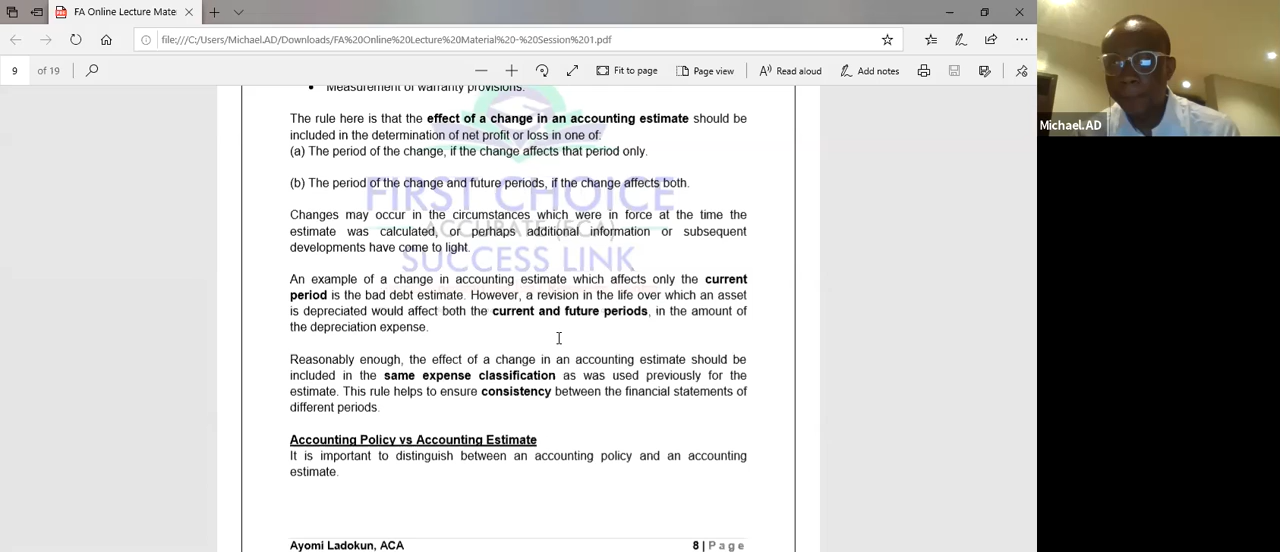 FA Online Lecture Mate
file:///C:/Users/Michael.AD/Downloads/FA%20Online%20Lecture%20Material%20-%20Session%201.pdf
9 of 19
Fit to page
Page view
Read aloud
Add notes
Michael.AD
• Measurement of warranty provisions.
The rule here is that the effect of a change in an accounting estimate should be
included in the determination of net profit or loss in one of:
(a) The period of the change, if the change affects that period only.
(b) The period of the change and future periods, if the change affects both.
FIRST CHOICE
Changes may occur in the circumstances which were in force at the time the
estimate was calculated, or perhaps additional information or subsequent
developments have come to light.
ACCURATE (FCA)
SUCCESS LINK
An example of a change in accounting estimate which affects only the current
period is the bad debt estimate. However, a revision in the life over which an asset
is depreciated would affect both the current and future periods, in the amount of
the depreciation expense.
Reasonably enough, the effect of a change in an accounting estimate should be
included in the same expense classification as was used previously for the
estimate. This rule helps to ensure consistency between the financial statements of
different periods.
Accounting Policy vs Accounting Estimate
It is important to distinguish between an accounting policy and an accounting
estimate.
Ayomi Ladokun, ACA
8 | Page